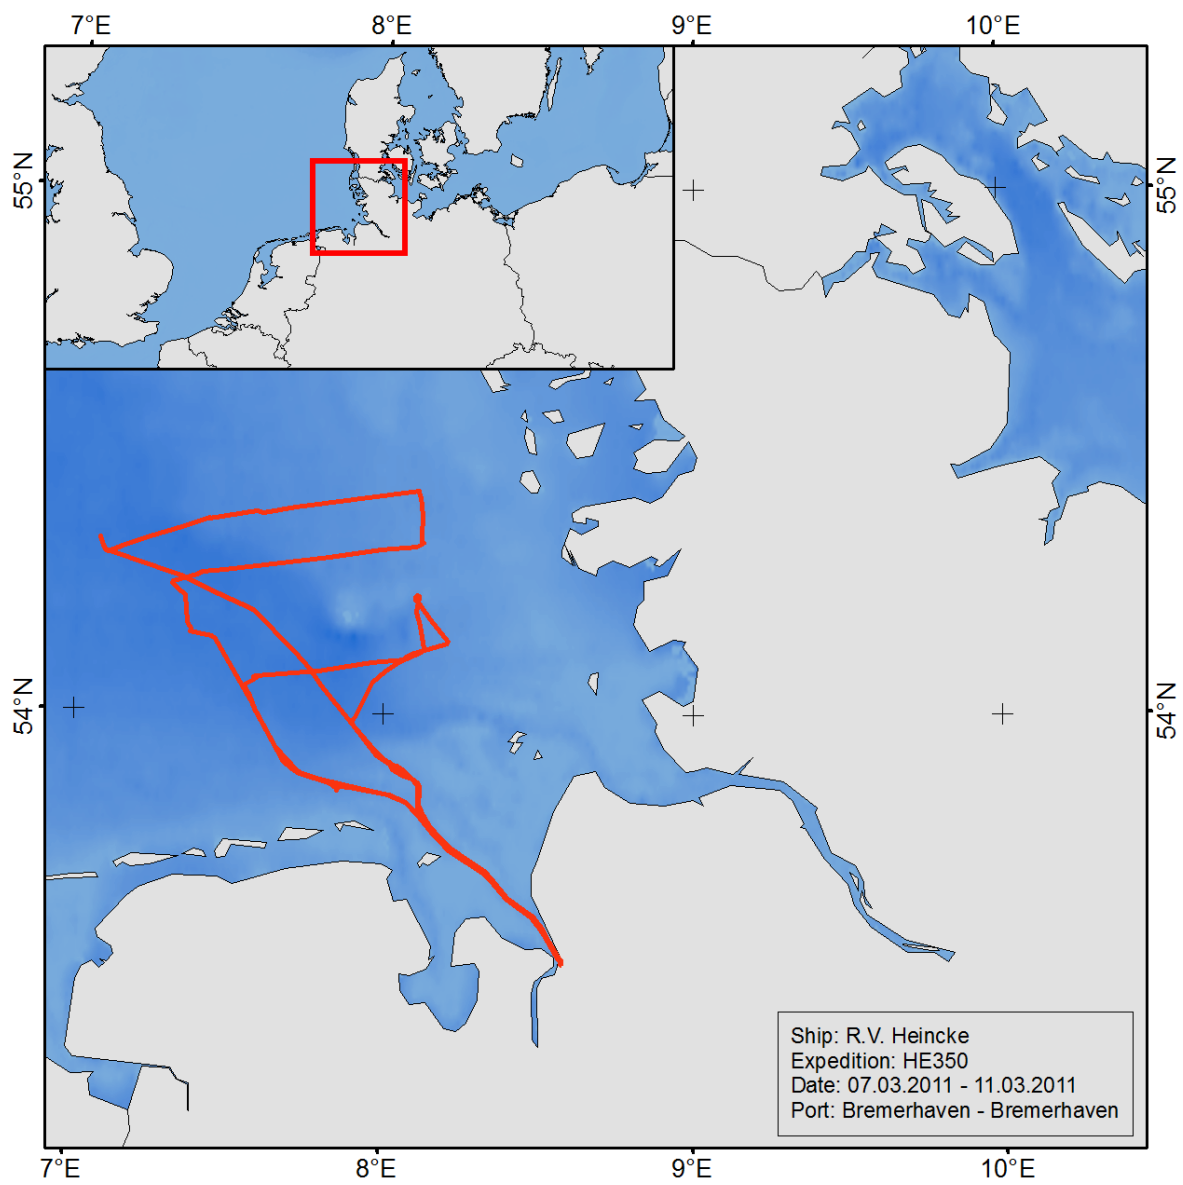 7°E 8°E 9°E 10°E
55°N 55°N
54°N 54°N
Ship: R.V. Heincke
Expedition: HE350
Date: 07.03.2011 - 11.03.2011
Port: Bremerhaven - Bremerhaven
7°E 8°E 9°E 10°E